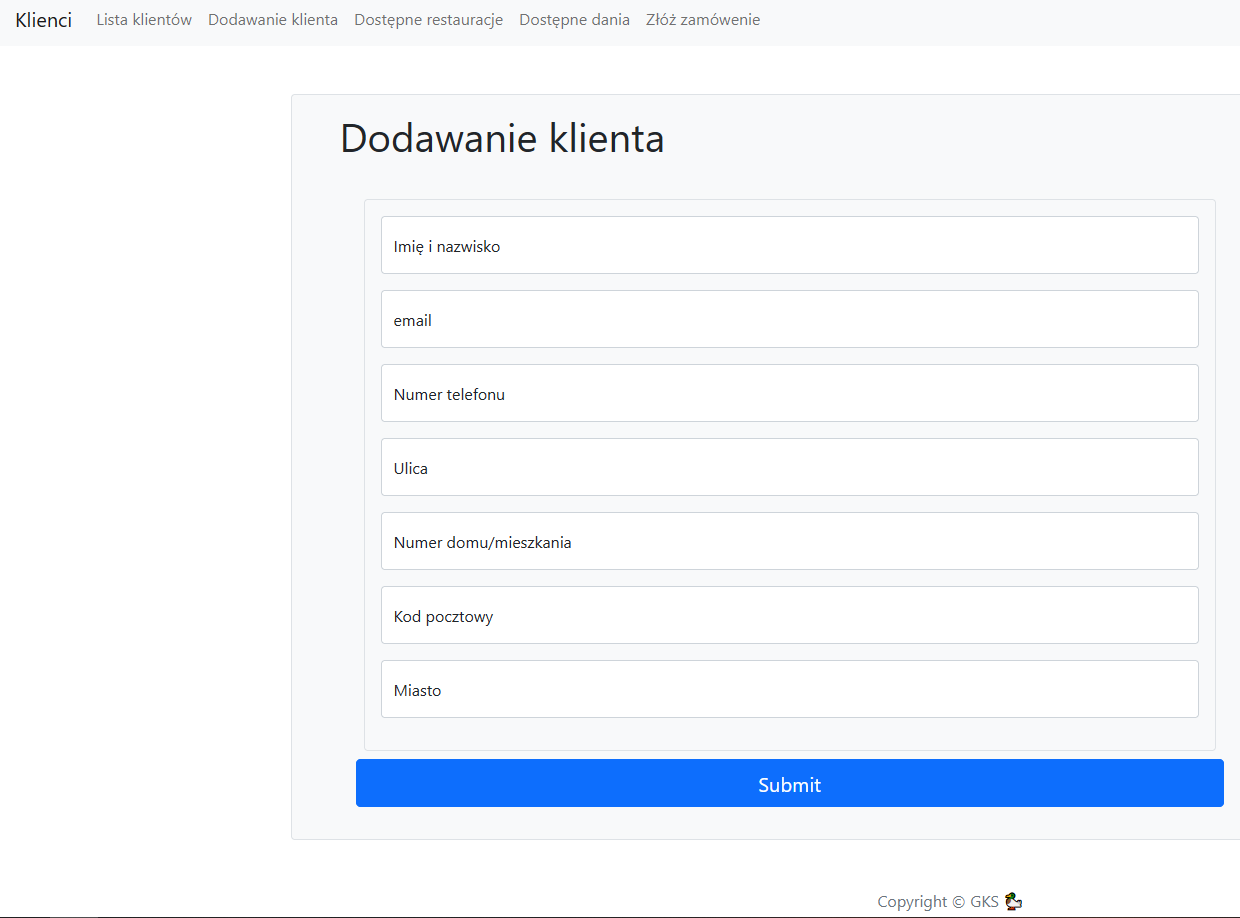 Klienci Lista klientów Dodawanie klienta Dostępne restauracje Dostępne dania Złóż zamówenie
Dodawanie klienta
Imię i nazwisko
email
Numer telefonu
Ulica
Numer domu/mieszkania
Kod pocztowy
Miasto
Submit
Copyright © GKS